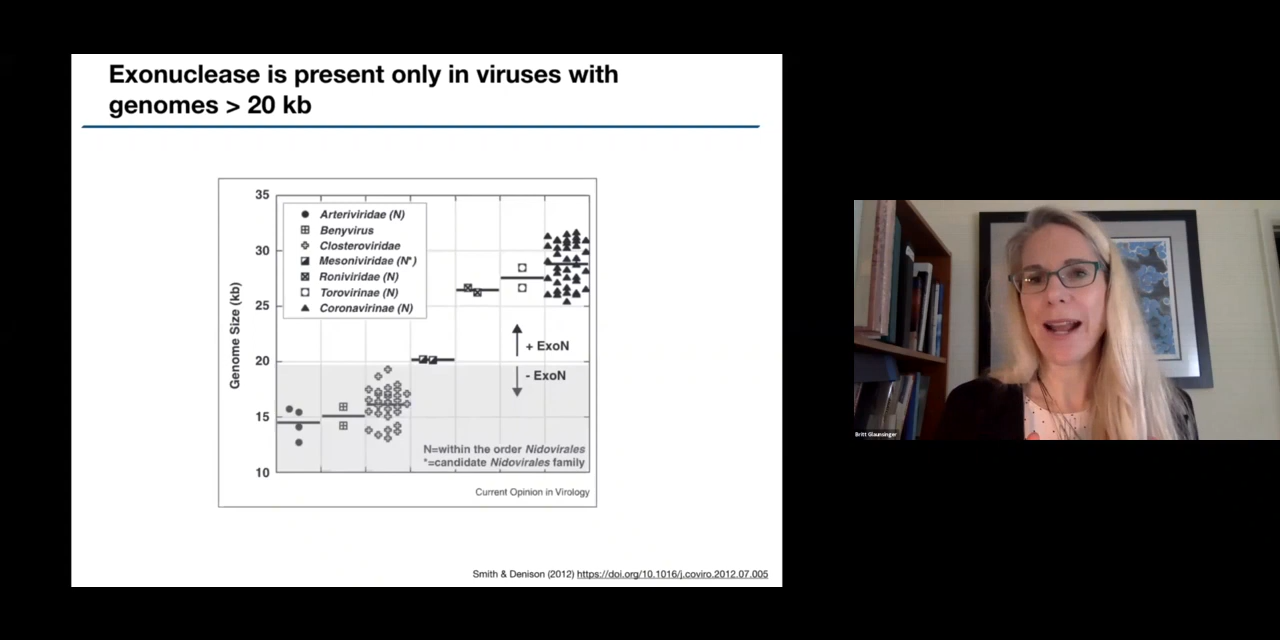 Exonuclease is present only in viruses with
genomes > 20 kb
35
30
25
20
15
10
Genome Size (kb)
Arteriviridae (N)
Benyvirus
Closteroviridae
Mesoniviridae (N*)
Roniviridae (N)
Torovirinae (N)
Coronavirinae (N)
+ ExoN
- ExoN
N=within the order Nidovirales
*=candidate Nidovirales family
Current Opinion in Virology
Smith & Denison (2012) https://doi.org/10.1016/j.coviro.2012.07.005
Britt Glaunsinger